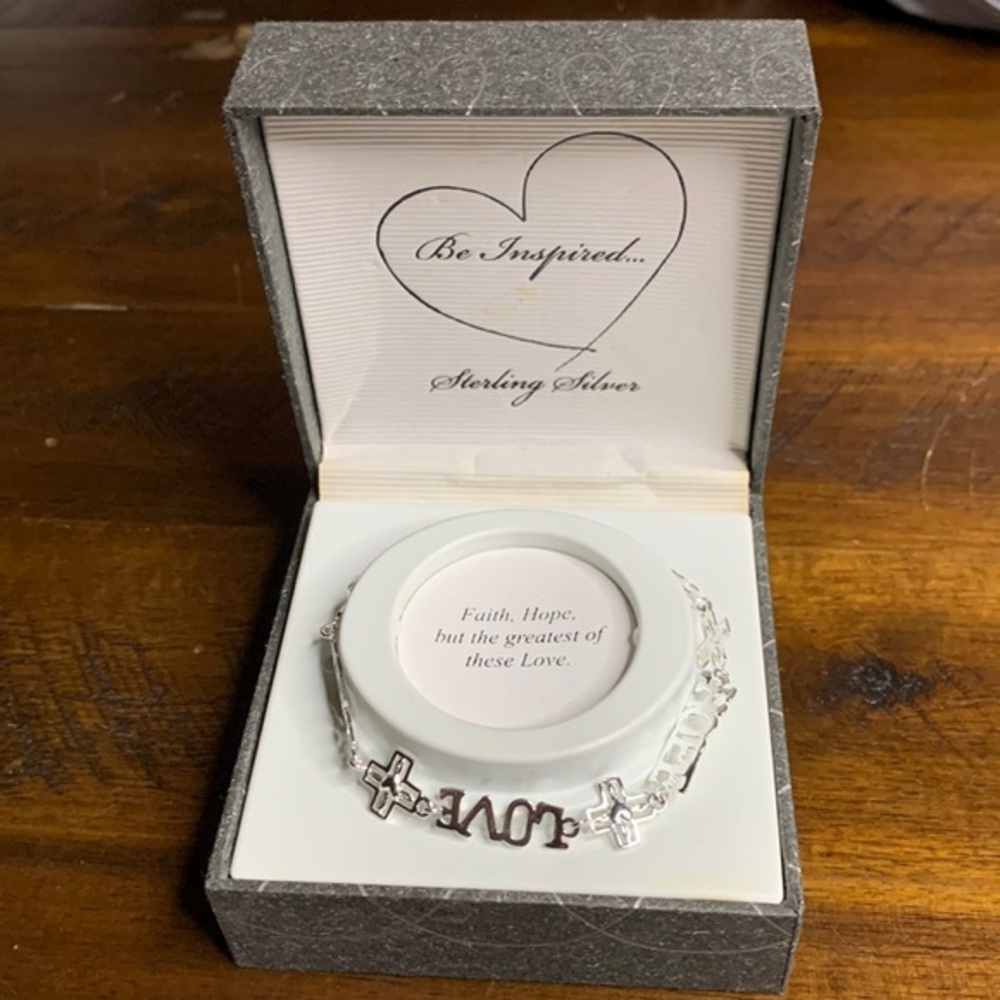 Be Inspired...
Sterling Silver
Faith, Hope,
but the greatest of
these Love.
LOVE